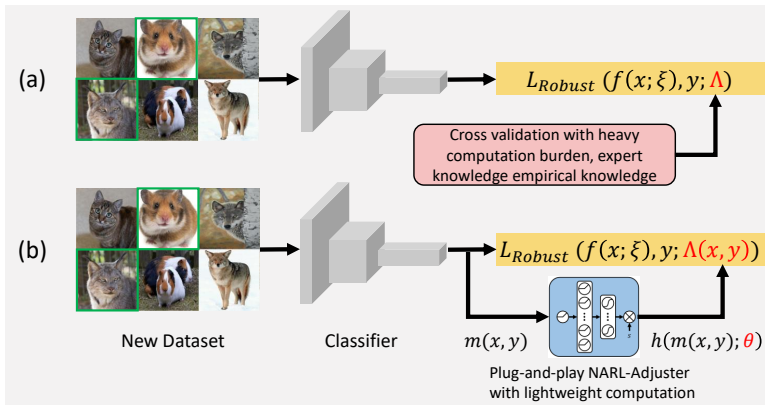 (a)
L_Robust (f(x; ξ), y; Λ)
Cross validation with heavy
computation burden, expert
knowledge empirical knowledge
(b)
L_Robust (f(x; ξ), y; Λ(x, y))
s
New Dataset
Classifier
m(x, y)
h(m(x, y); θ)
Plug-and-play NARL-Adjuster
with lightweight computation